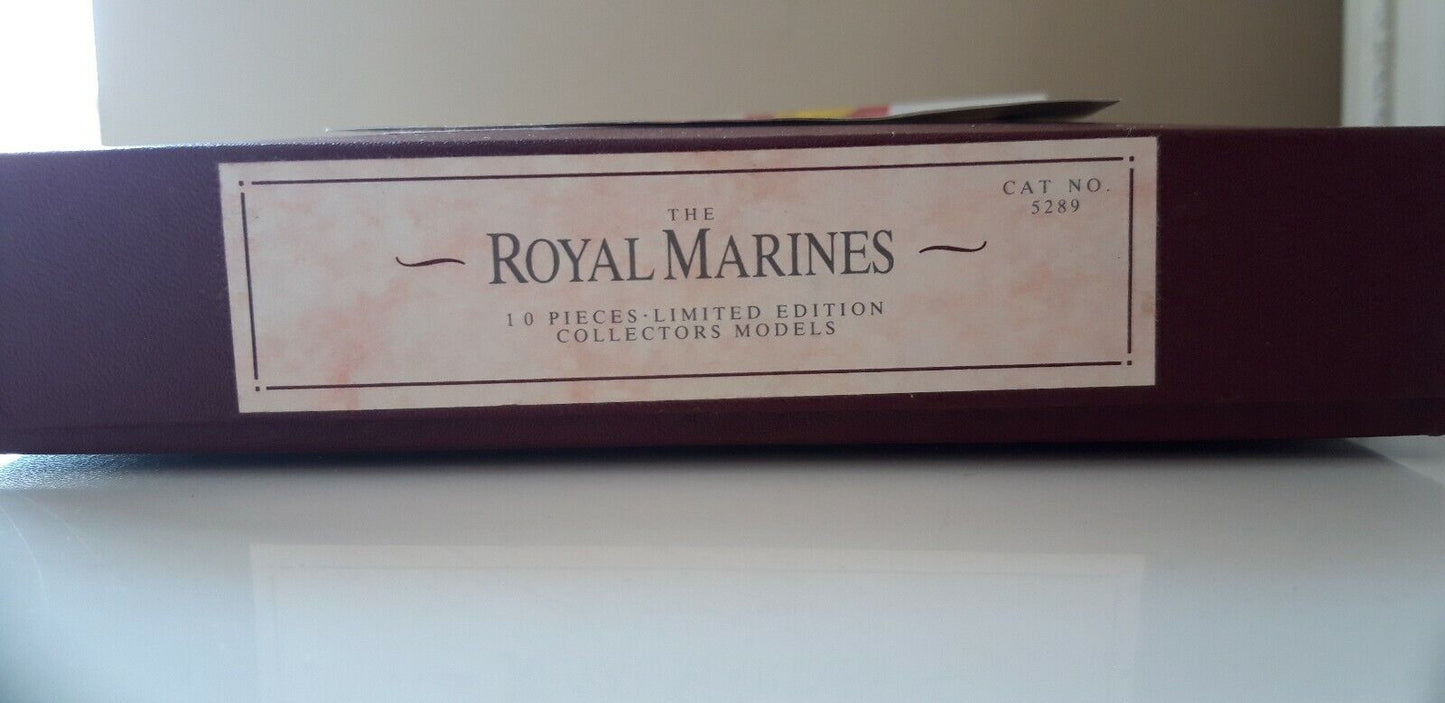 THE
ROYAL MARINES
10 PIECES·LIMITED EDITION
COLLECTORS MODELS
CAT NO.
5289